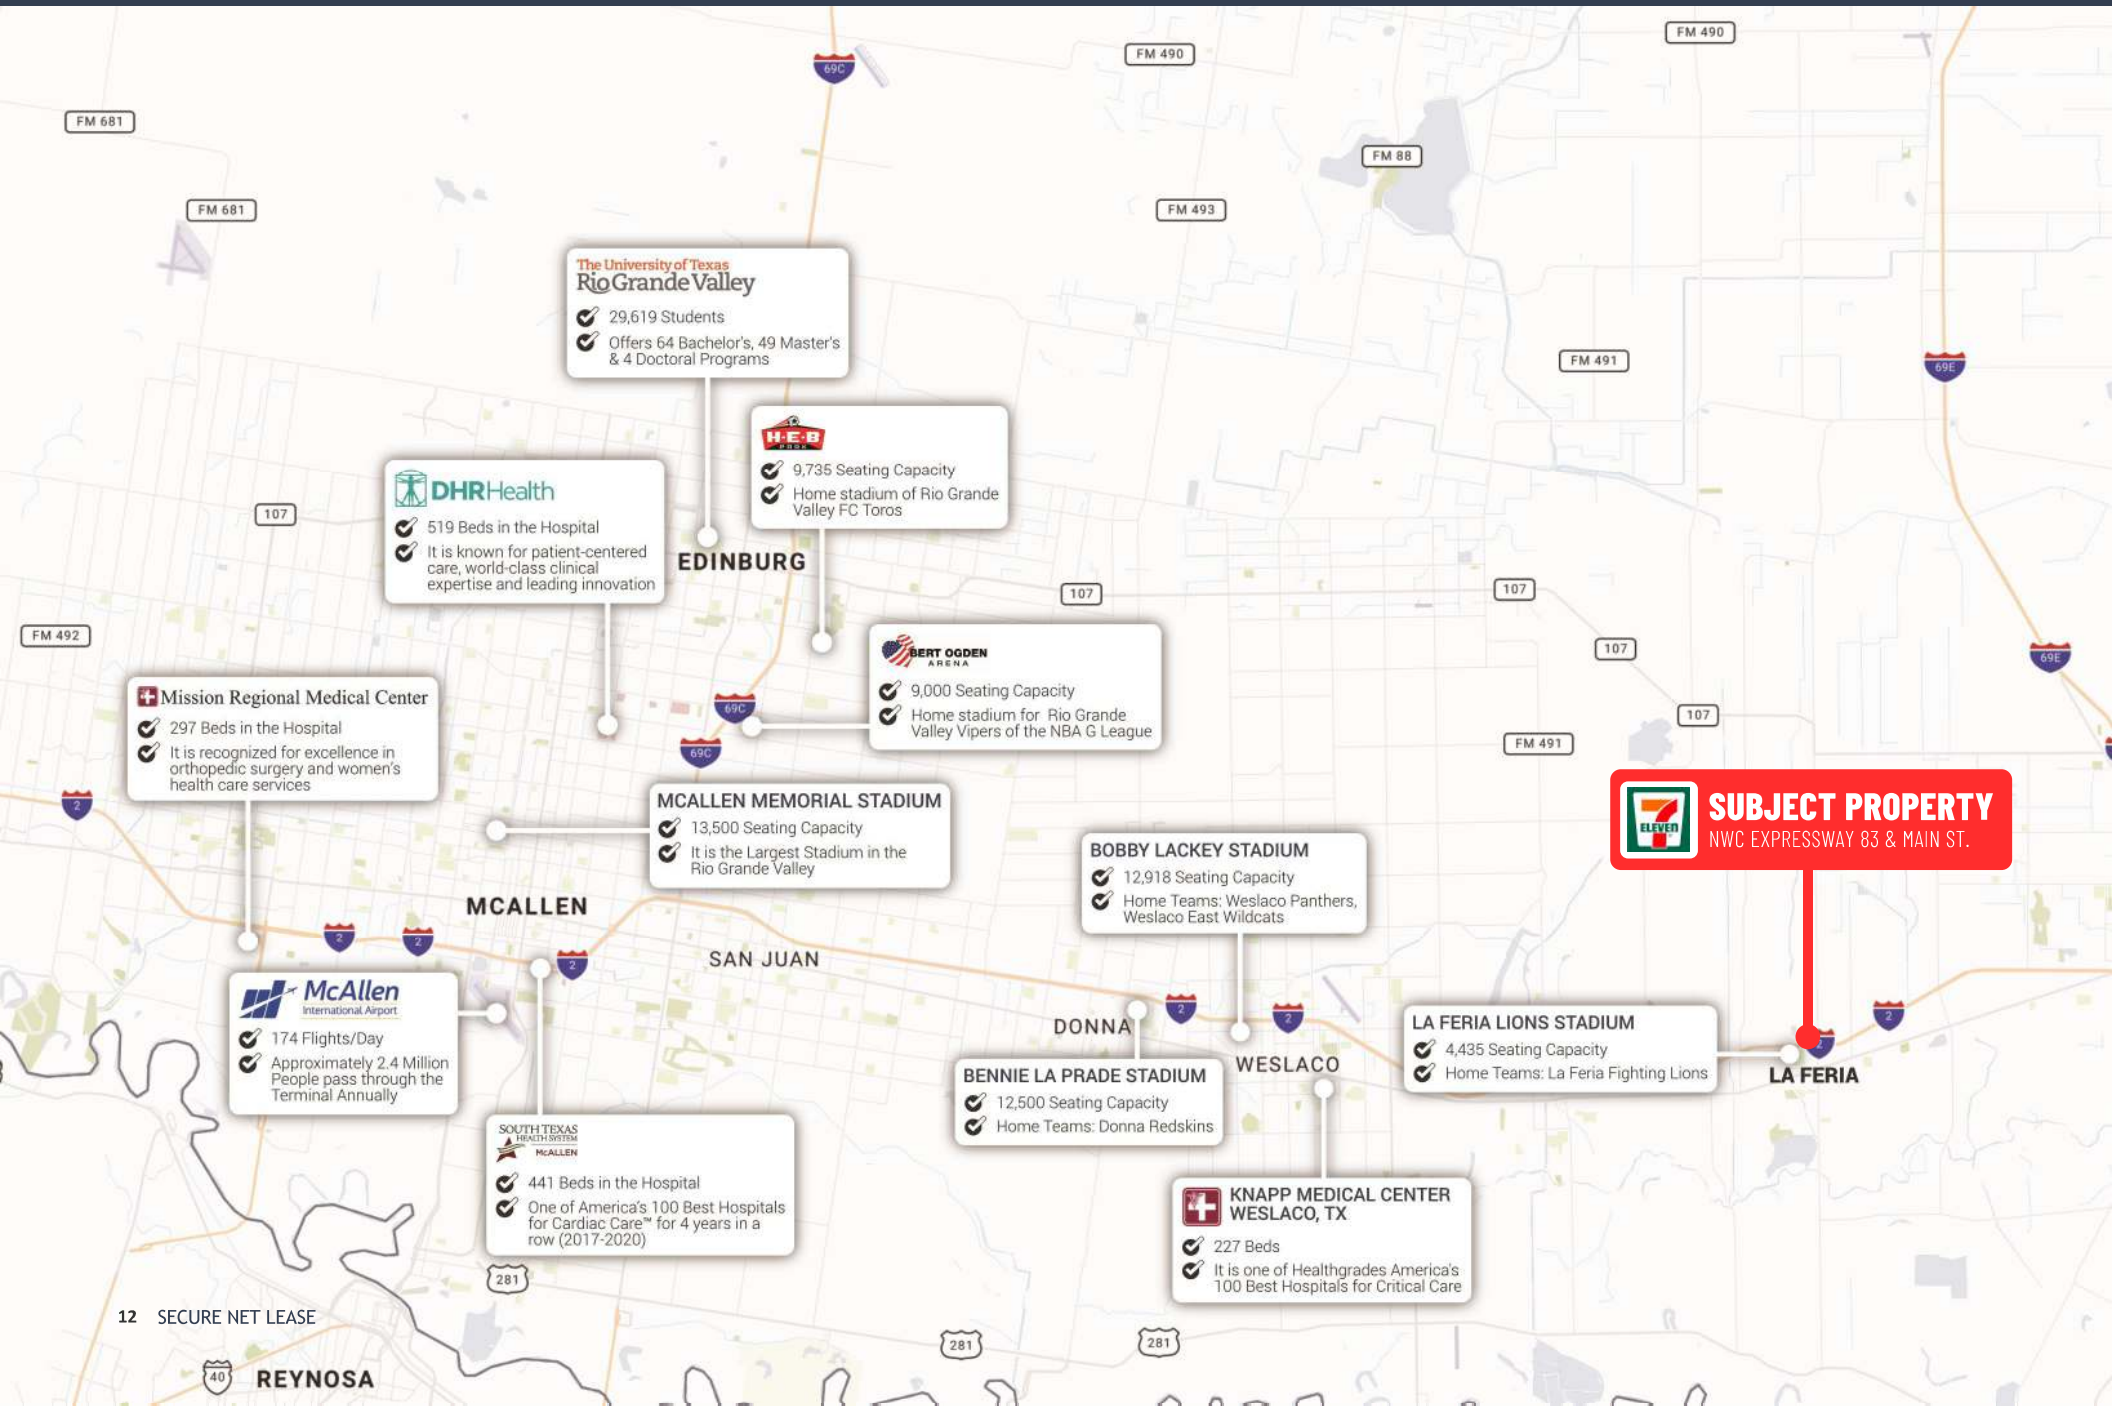 FM 490
FM 490
69C
FM 681
FM 88
FM 681
FM 493
The University of Texas
Rio Grande Valley
29,619 Students
Offers 64 Bachelor's, 49 Master's
& 4 Doctoral Programs
FM 491
69E
H-E-B
PARK
9,735 Seating Capacity
Home stadium of Rio Grande
Valley FC Toros
DHR Health
519 Beds in the Hospital
It is known for patient-centered
care, world-class clinical
expertise and leading innovation
107
EDINBURG
107
107
FM 492
BERT OGDEN
ARENA
9,000 Seating Capacity
Home stadium for Rio Grande
Valley Vipers of the NBA G League
107
69E
Mission Regional Medical Center
297 Beds in the Hospital
It is recognized for excellence in
orthopedic surgery and women's
health care services
69C
69C
107
FM 491
2
MCALLEN MEMORIAL STADIUM
13,500 Seating Capacity
It is the Largest Stadium in the
Rio Grande Valley
7
ELEVEN
SUBJECT PROPERTY
NWC EXPRESSWAY 83 & MAIN ST.
BOBBY LACKEY STADIUM
12,918 Seating Capacity
Home Teams: Weslaco Panthers,
Weslaco East Wildcats
MCALLEN
2
2
2
SAN JUAN
McAllen
International Airport
174 Flights/Day
Approximately 2.4 Million
People pass through the
Terminal Annually
DONNA
2
2
WESLACO
LA FERIA LIONS STADIUM
4,435 Seating Capacity
Home Teams: La Feria Fighting Lions
2
2
LA FERIA
BENNIE LA PRADE STADIUM
12,500 Seating Capacity
Home Teams: Donna Redskins
SOUTH TEXAS
HEALTH SYSTEM
McALLEN
441 Beds in the Hospital
One of America's 100 Best Hospitals
for Cardiac Care™ for 4 years in a
row (2017-2020)
KNAPP MEDICAL CENTER
WESLACO, TX
227 Beds
It is one of Healthgrades America's
100 Best Hospitals for Critical Care
281
12 SECURE NET LEASE
281
281
40
REYNOSA